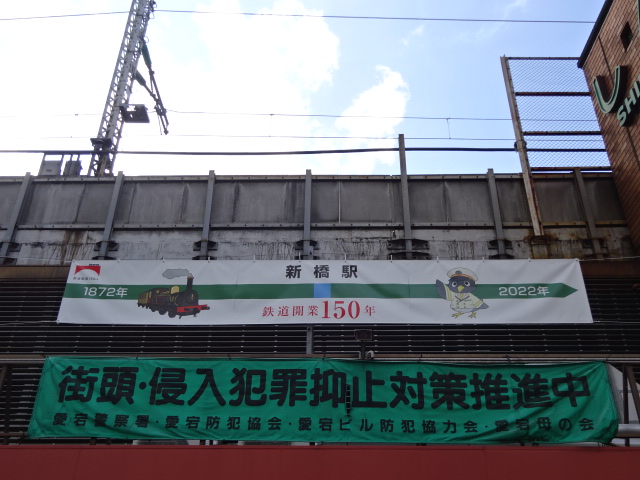 SHI
新橋駅
1872年
2022年
鉄道開業150年
街頭・侵入犯罪抑止対策推進中
愛宕警察署・愛宕防犯協会・愛宕ビル防犯協力会・愛宕母の会